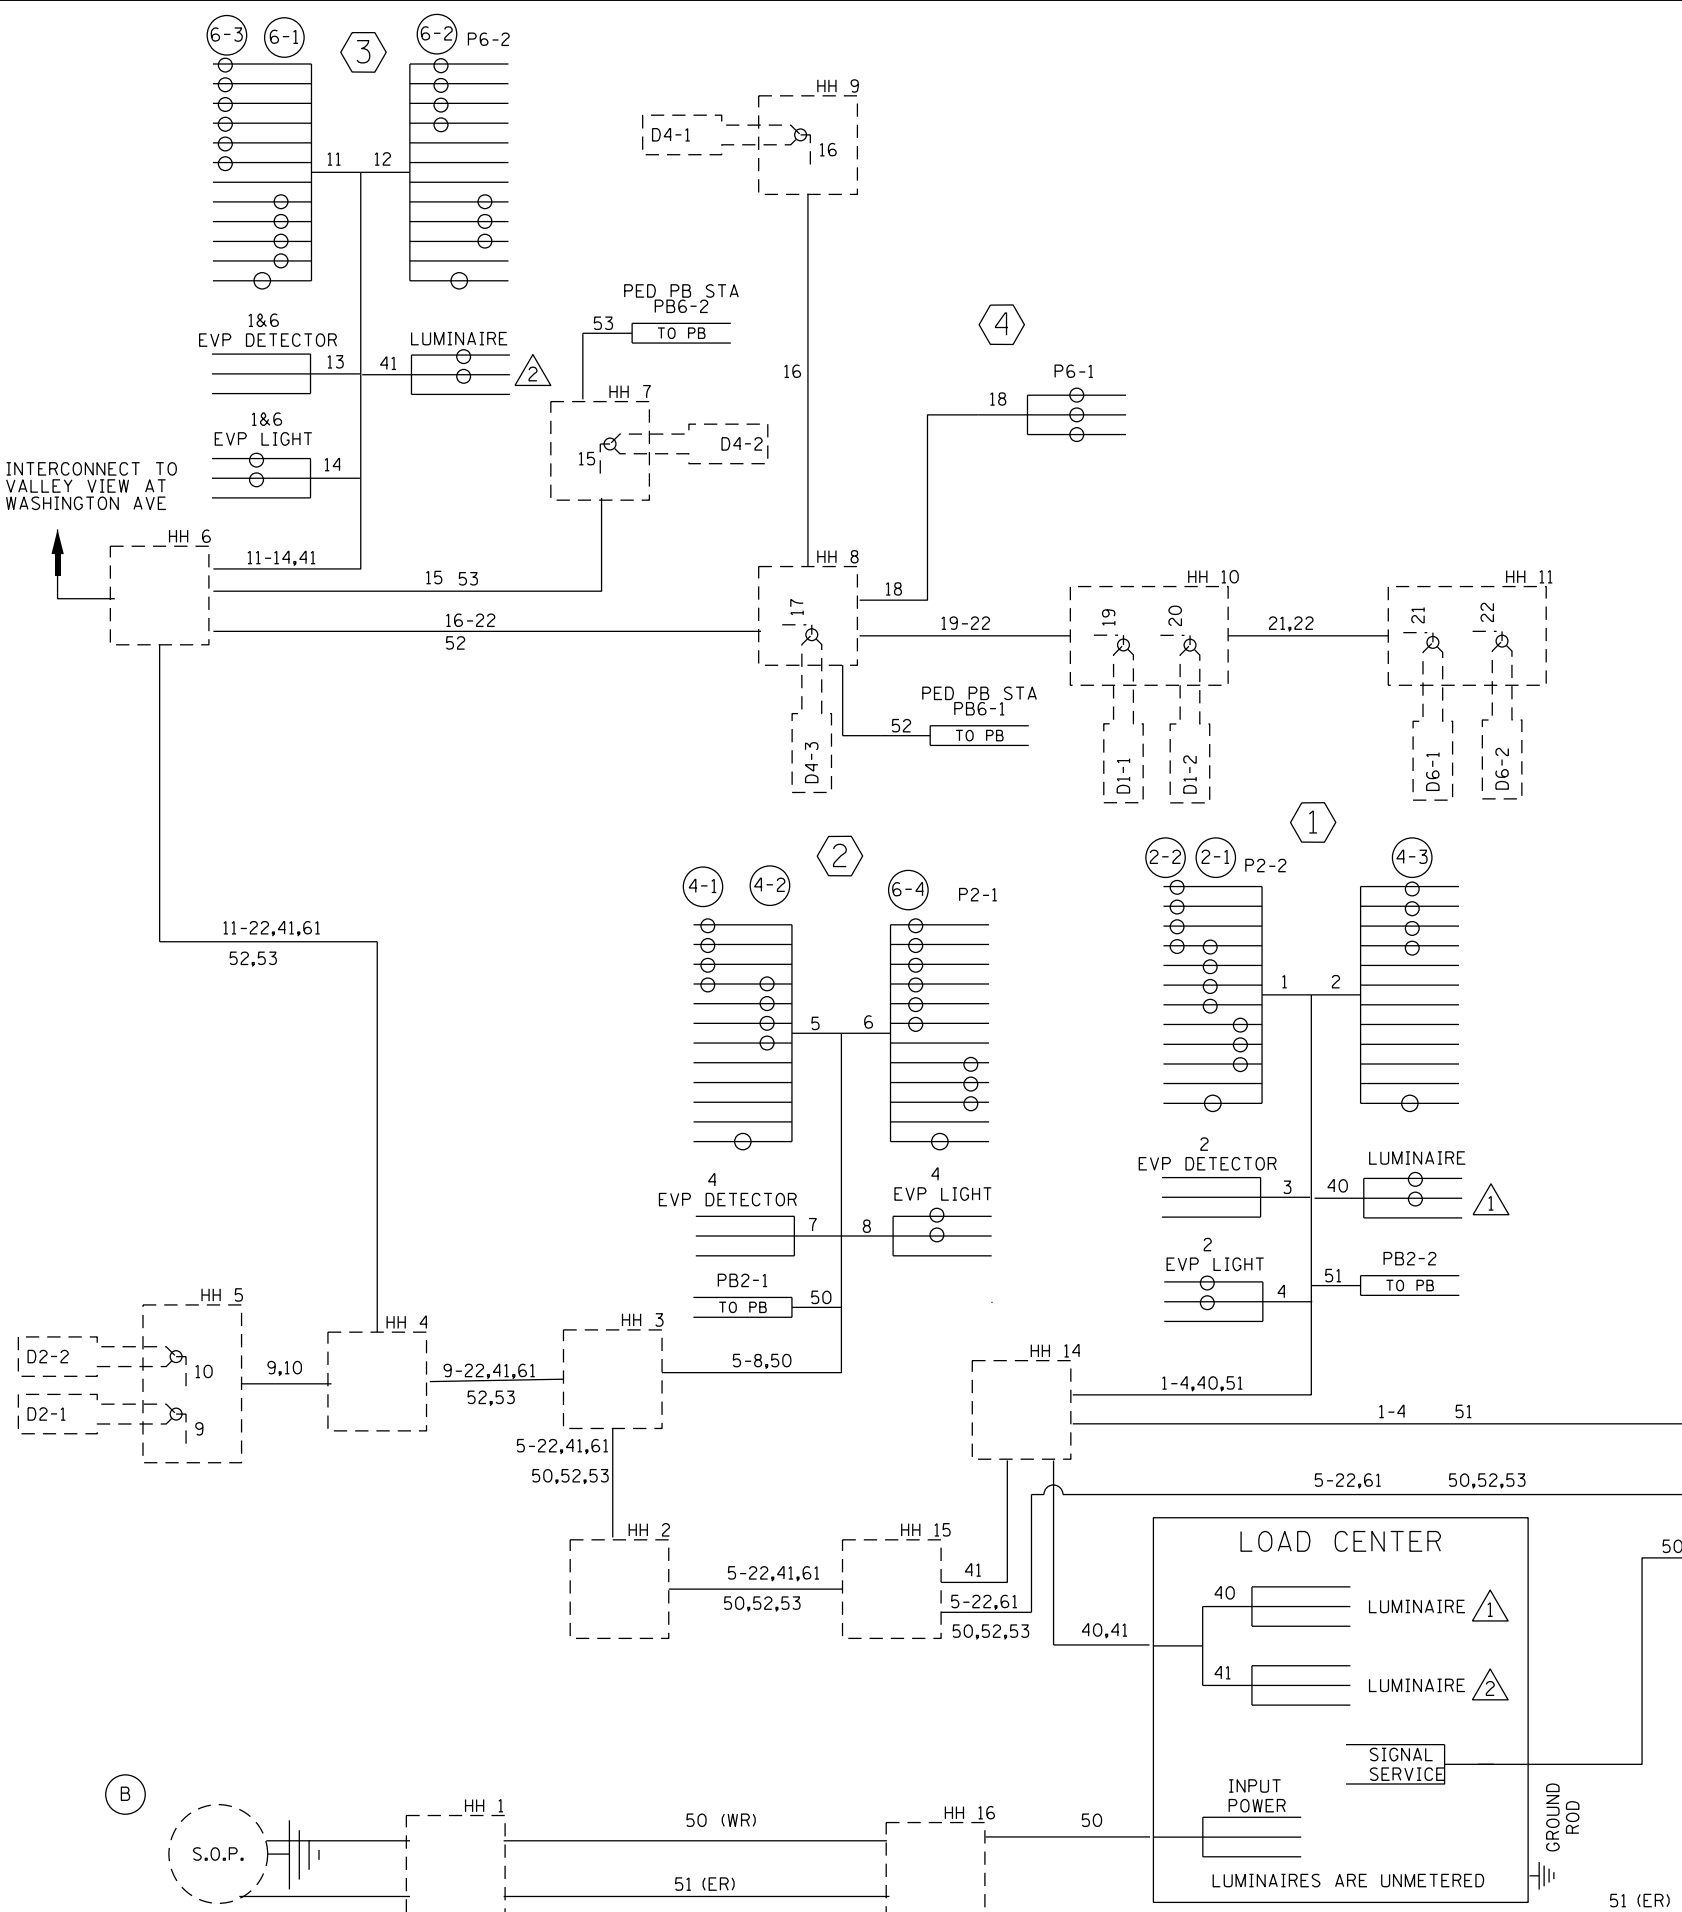 6-3 6-1 3 6-2 P6-2
11 12
1&6
EVP DETECTOR
13
41
LUMINAIRE
2
1&6
EVP LIGHT
14
INTERCONNECT TO
VALLEY VIEW AT
WASHINGTON AVE
HH 6
11-14,41
15 53
16-22
52
HH 9
D4-1
16
16
PED PB STA
PB6-2
53
TO PB
HH 7
D4-2
15
4
P6-1
18
HH 8
17
18
D4-3
19-22
PED PB STA
PB6-1
52
TO PB
HH 10
19
20
D1-1
D1-2
21,22
HH 11
21
22
D6-1
D6-2
11-22,41,61
52,53
2
4-1 4-2 6-4 P2-1
5 6
4
EVP DETECTOR
7
4
EVP LIGHT
8
PB2-1
TO PB
50
1
2-2 2-1 P2-2 4-3
1 2
2
EVP DETECTOR
3
40
LUMINAIRE
1
2
EVP LIGHT
4
51
PB2-2
TO PB
HH 5
D2-2
10
D2-1
9
9,10
HH 4
9-22,41,61
52,53
HH 3
5-8,50
5-22,41,61
50,52,53
HH 14
1-4,40,51
1-4 51
5-22,61 50,52,53
HH 2
5-22,41,61
50,52,53
HH 15
41
5-22,61
50,52,53
40,41
LOAD CENTER
40
LUMINAIRE 1
41
LUMINAIRE 2
SIGNAL
SERVICE
INPUT
POWER
LUMINAIRES ARE UNMETERED
50
GROUND
ROD
51 (ER)
B
S.O.P.
HH 1
50 (WR)
51 (ER)
HH 16
50